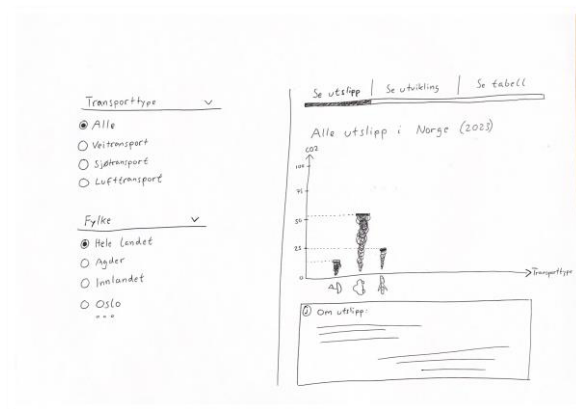 Transporttype
Alle
Veitransport
Sjøtransport
Lufttransport
Fylke
Hele landet
Agder
Innlandet
Oslo
Se utslipp
Se utvikling
Se tabell
Alle utslipp i Norge (2023)
CO2
100
75
50
25
0
Transporttype
i Om utslipp: